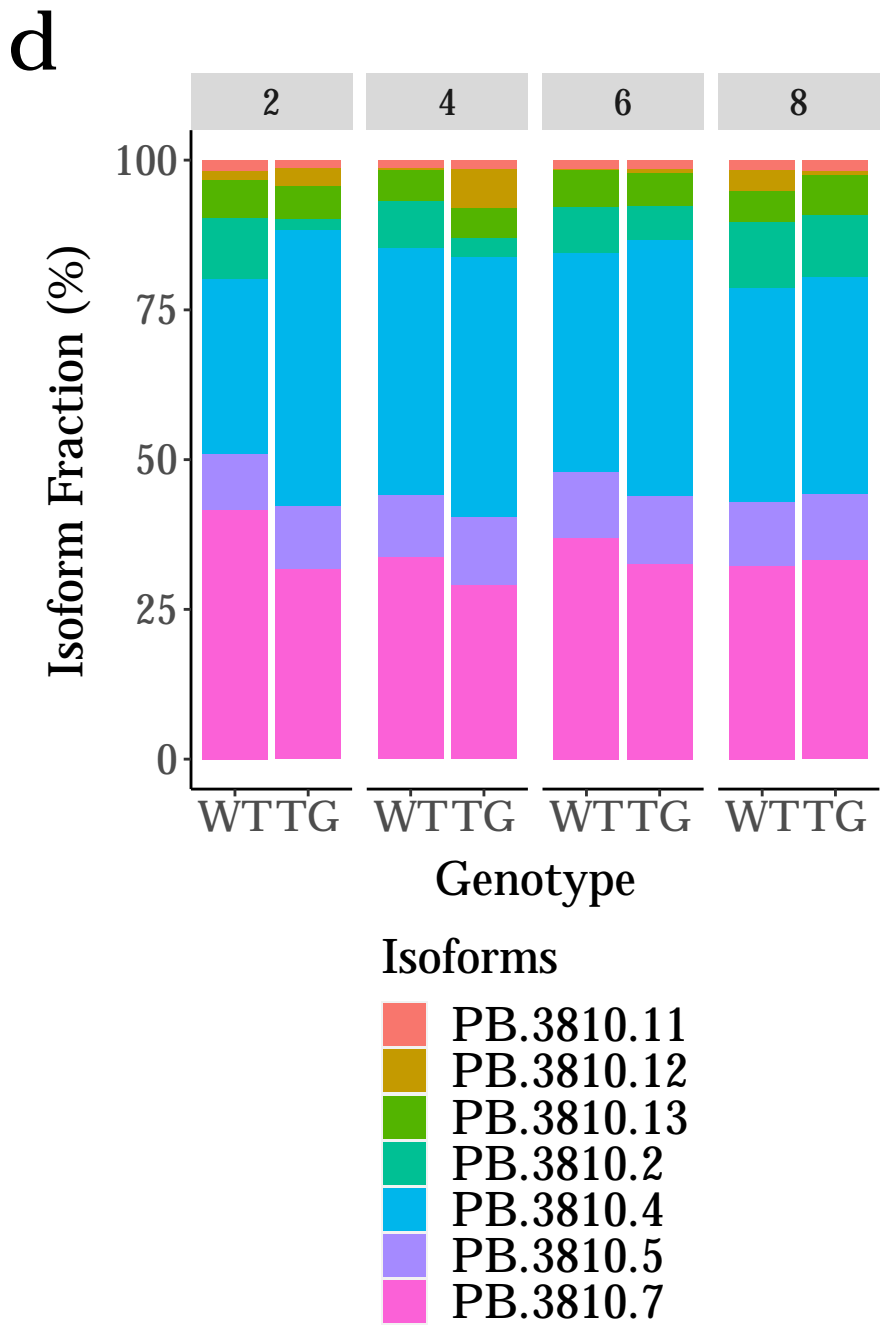 d
2 4 6 8
100
75
50
25
0
Isoform Fraction (%)
WT TG WT TG WT TG WT TG
Genotype
Isoforms
PB.3810.11
PB.3810.12
PB.3810.13
PB.3810.2
PB.3810.4
PB.3810.5
PB.3810.7